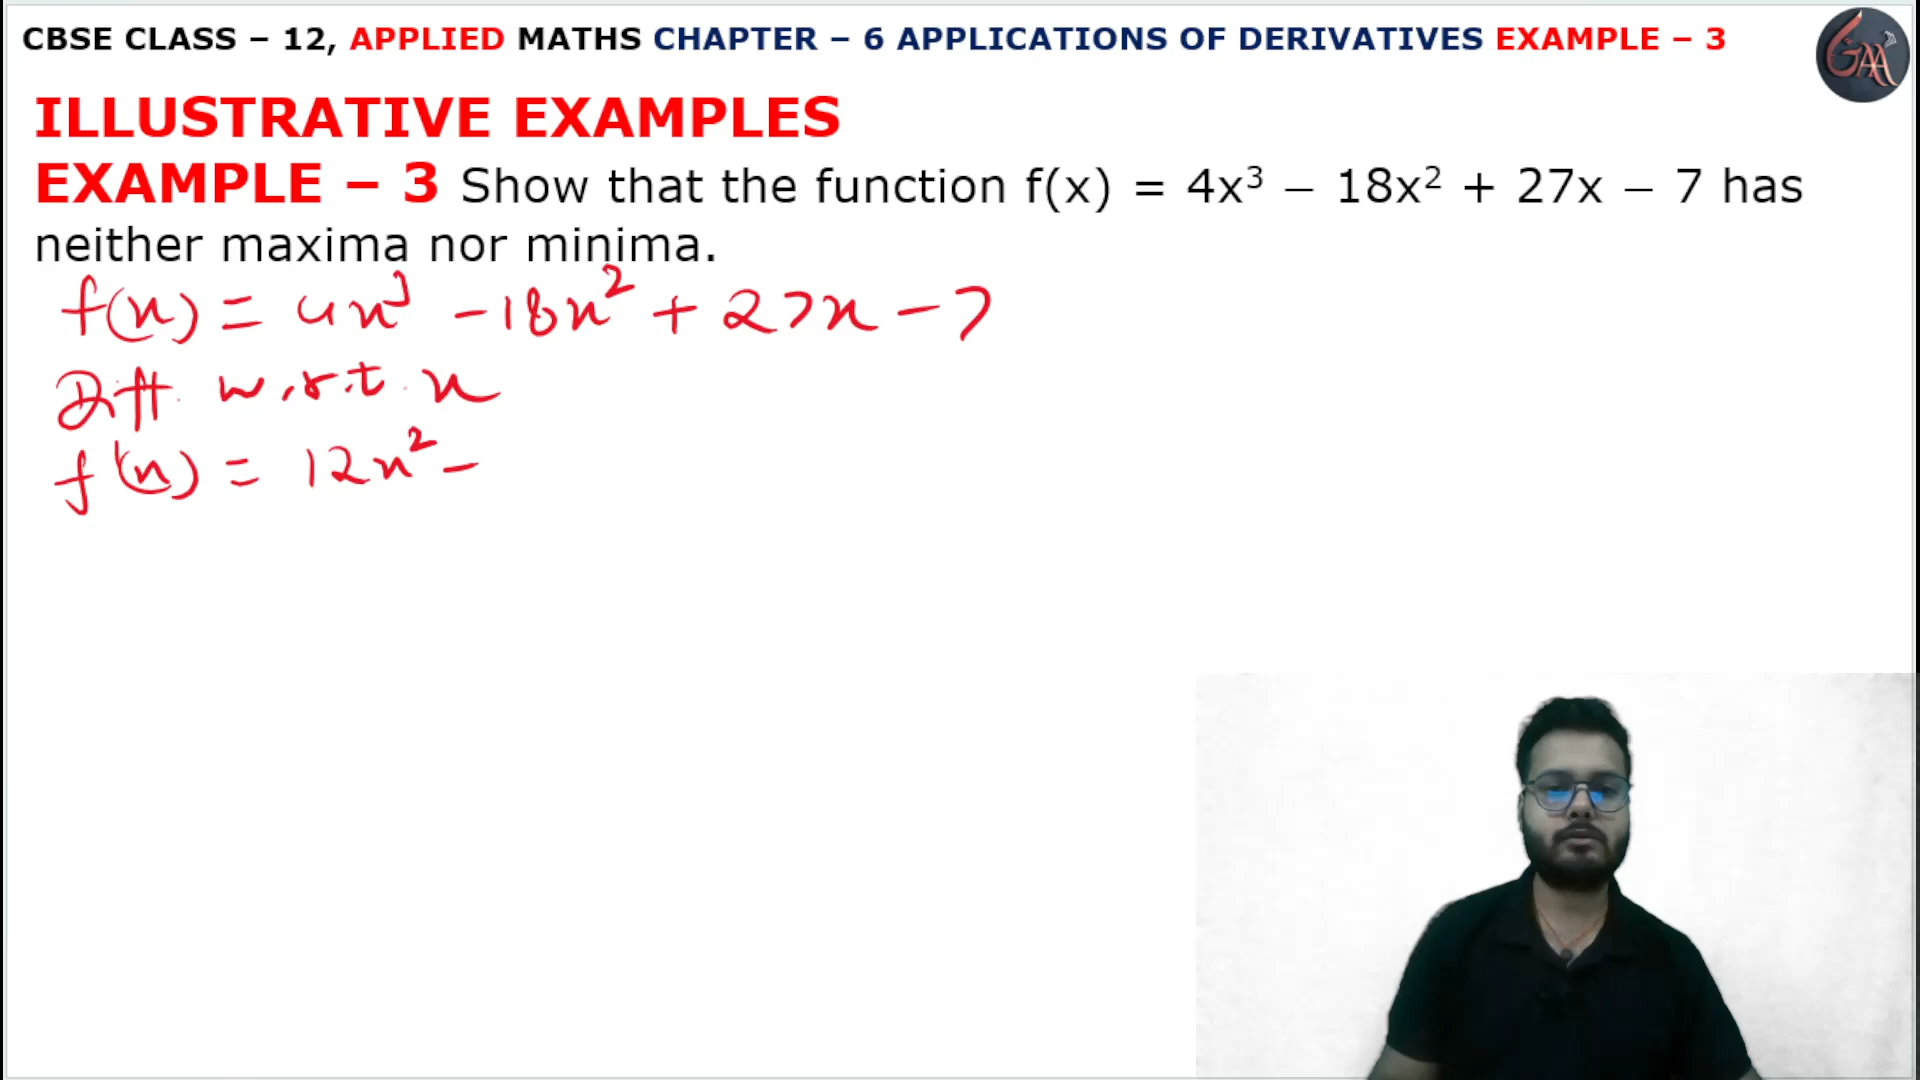 CBSE CLASS – 12, APPLIED MATHS CHAPTER – 6 APPLICATIONS OF DERIVATIVES EXAMPLE – 3
ILLUSTRATIVE EXAMPLES
EXAMPLE – 3 Show that the function f(x) = 4x³ – 18x² + 27x – 7 has
neither maxima nor minima.
f(x) = 4x³ - 18x² + 27x - 7
Diff. w.r.t. x
f'(x) = 12x² -